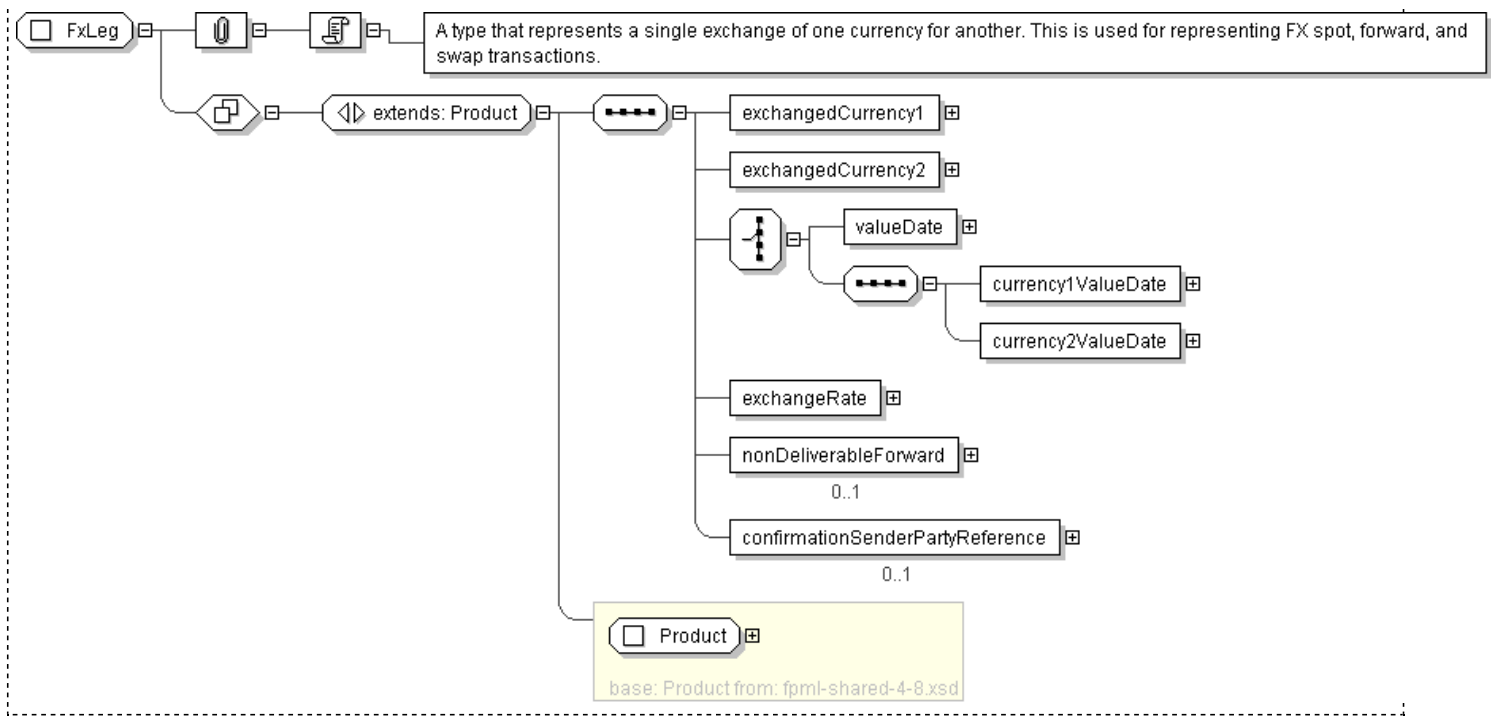 FxLeg
A type that represents a single exchange of one currency for another. This is used for representing FX spot, forward, and
swap transactions.
extends: Product
exchangedCurrency1
exchangedCurrency2
valueDate
currency1ValueDate
currency2ValueDate
exchangeRate
nonDeliverableForward
0..1
confirmationSenderPartyReference
0..1
Product
base: Product from: fpml-shared-4-8.xsd